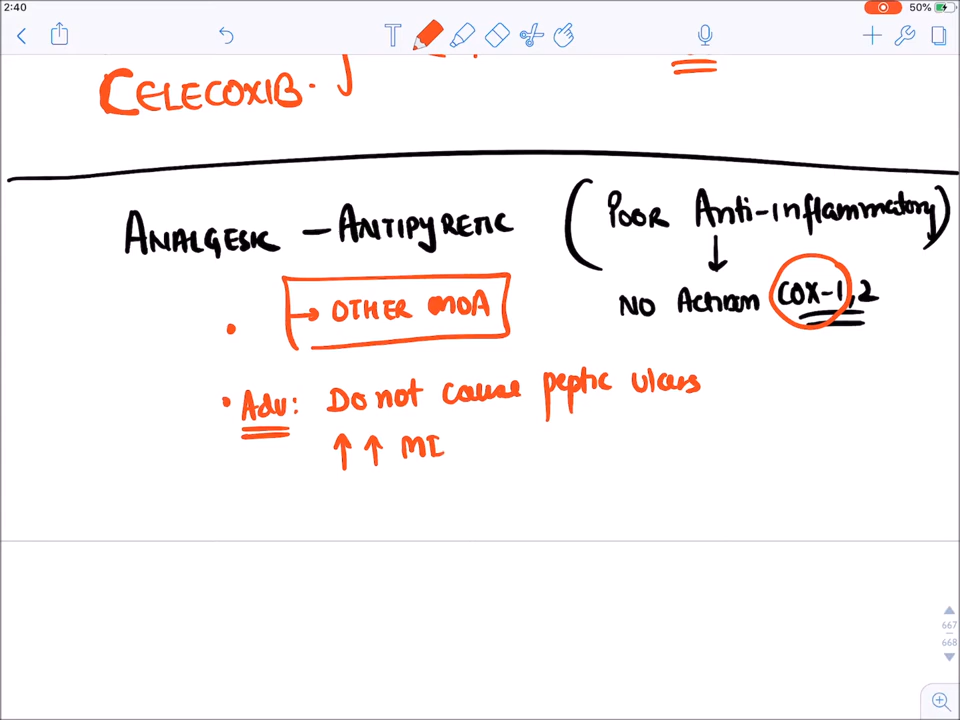 2:40
50%
T
CELECOXIB.
ANALGESIC - ANTIPYRETIC
(POOR Anti-inflammatory)
↓
NO Action COX-1,2
• → OTHER MOA
• Adv: Do not cause peptic ulcers
↑ ↑ MI
667
668